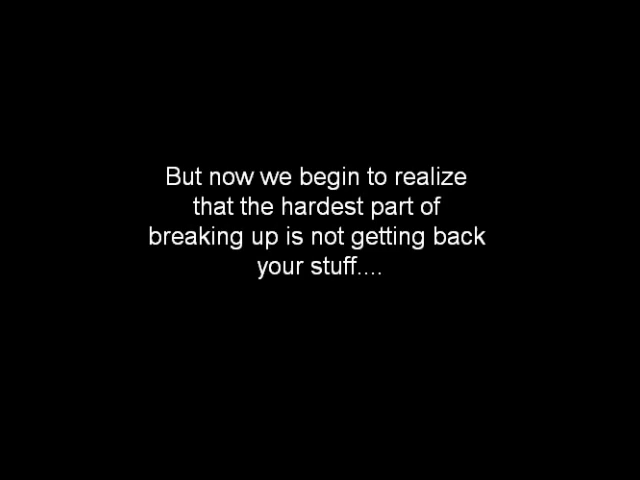 But now we begin to realize
that the hardest part of
breaking up is not getting back
your stuff....